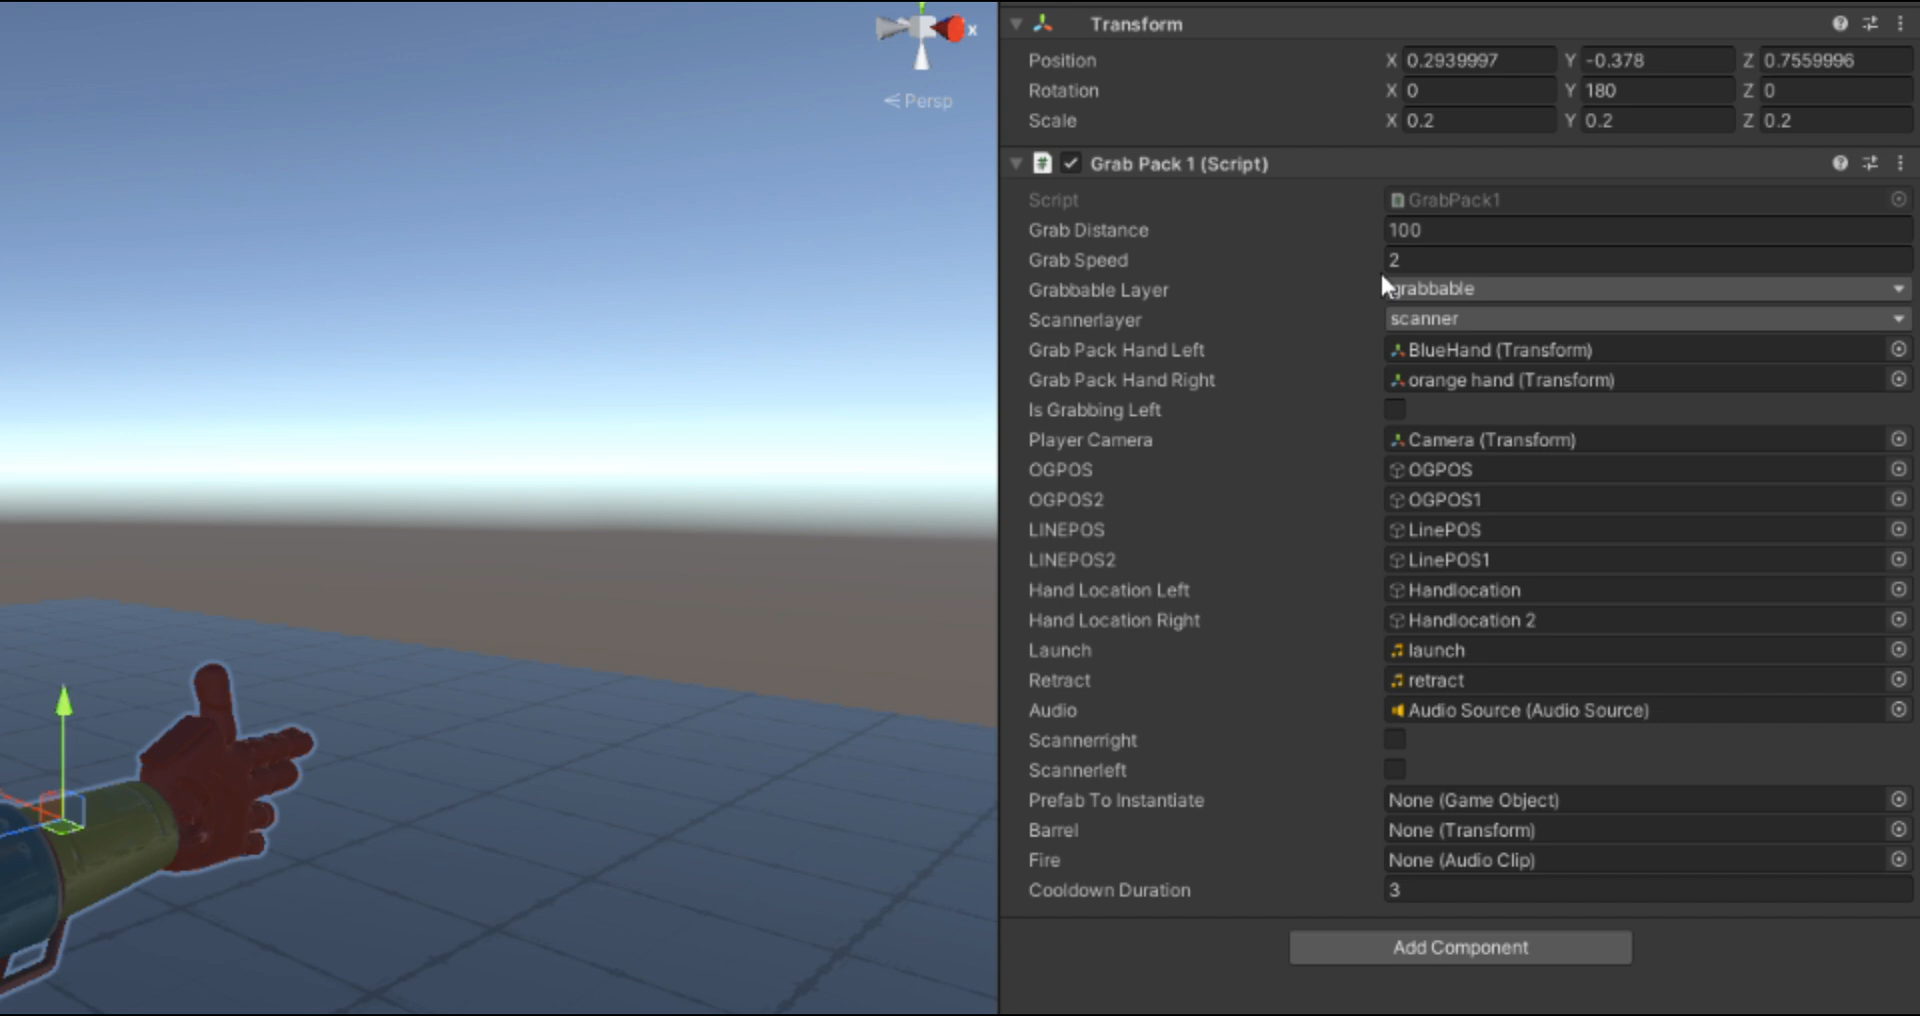 x
Persp
Transform
Position X 0.2939997 Y -0.378 Z 0.7559996
Rotation X 0 Y 180 Z 0
Scale X 0.2 Y 0.2 Z 0.2
# Grab Pack 1 (Script)
Script GrabPack1
Grab Distance 100
Grab Speed 2
Grabbable Layer grabbable
Scannerlayer scanner
Grab Pack Hand Left BlueHand (Transform)
Grab Pack Hand Right orange hand (Transform)
Is Grabbing Left
Player Camera Camera (Transform)
OGPOS OGPOS
OGPOS2 OGPOS1
LINEPOS LinePOS
LINEPOS2 LinePOS1
Hand Location Left Handlocation
Hand Location Right Handlocation 2
Launch launch
Retract retract
Audio Audio Source (Audio Source)
Scannerright
Scannerleft
Prefab To Instantiate None (Game Object)
Barrel None (Transform)
Fire None (Audio Clip)
Cooldown Duration 3
Add Component